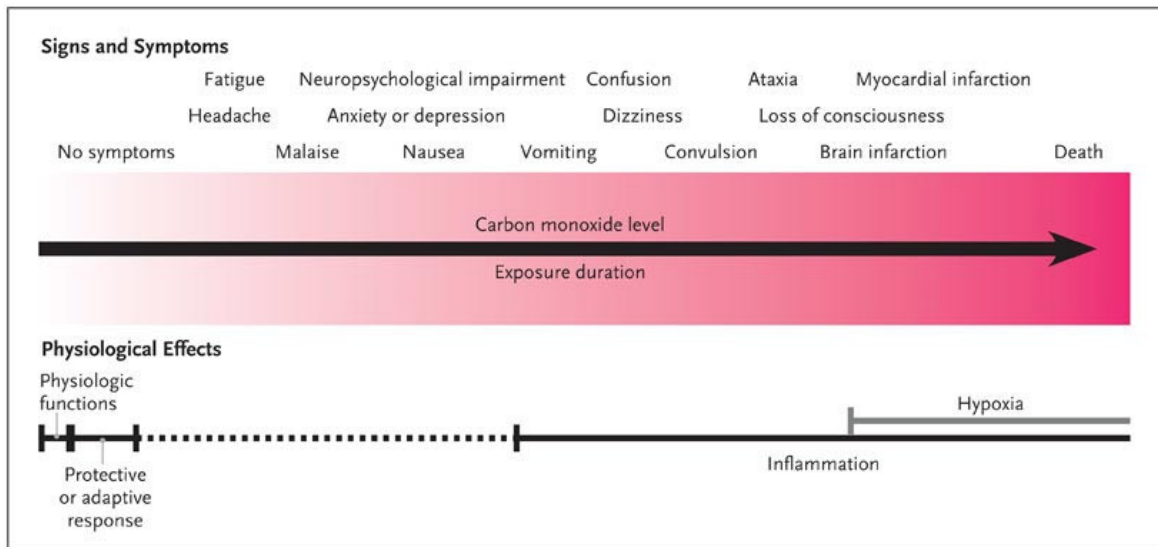 Signs and Symptoms
Fatigue Neuropsychological impairment Confusion Ataxia Myocardial infarction
Headache Anxiety or depression Dizziness Loss of consciousness
No symptoms Malaise Nausea Vomiting Convulsion Brain infarction Death
Carbon monoxide level
Exposure duration
Physiological Effects
Physiologic
functions
Hypoxia
Inflammation
Protective
or adaptive
response